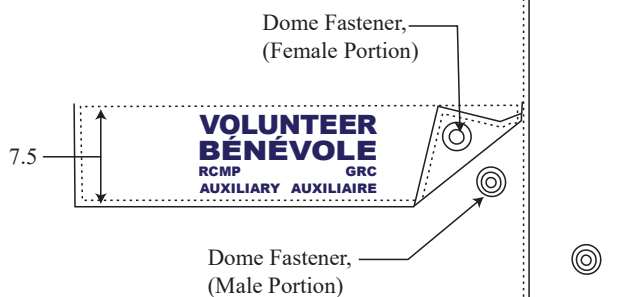 Dome Fastener,
(Female Portion)
VOLUNTEER
BÉNÉVOLE
RCMP GRC
AUXILIARY AUXILIAIRE
7.5
Dome Fastener,
(Male Portion)